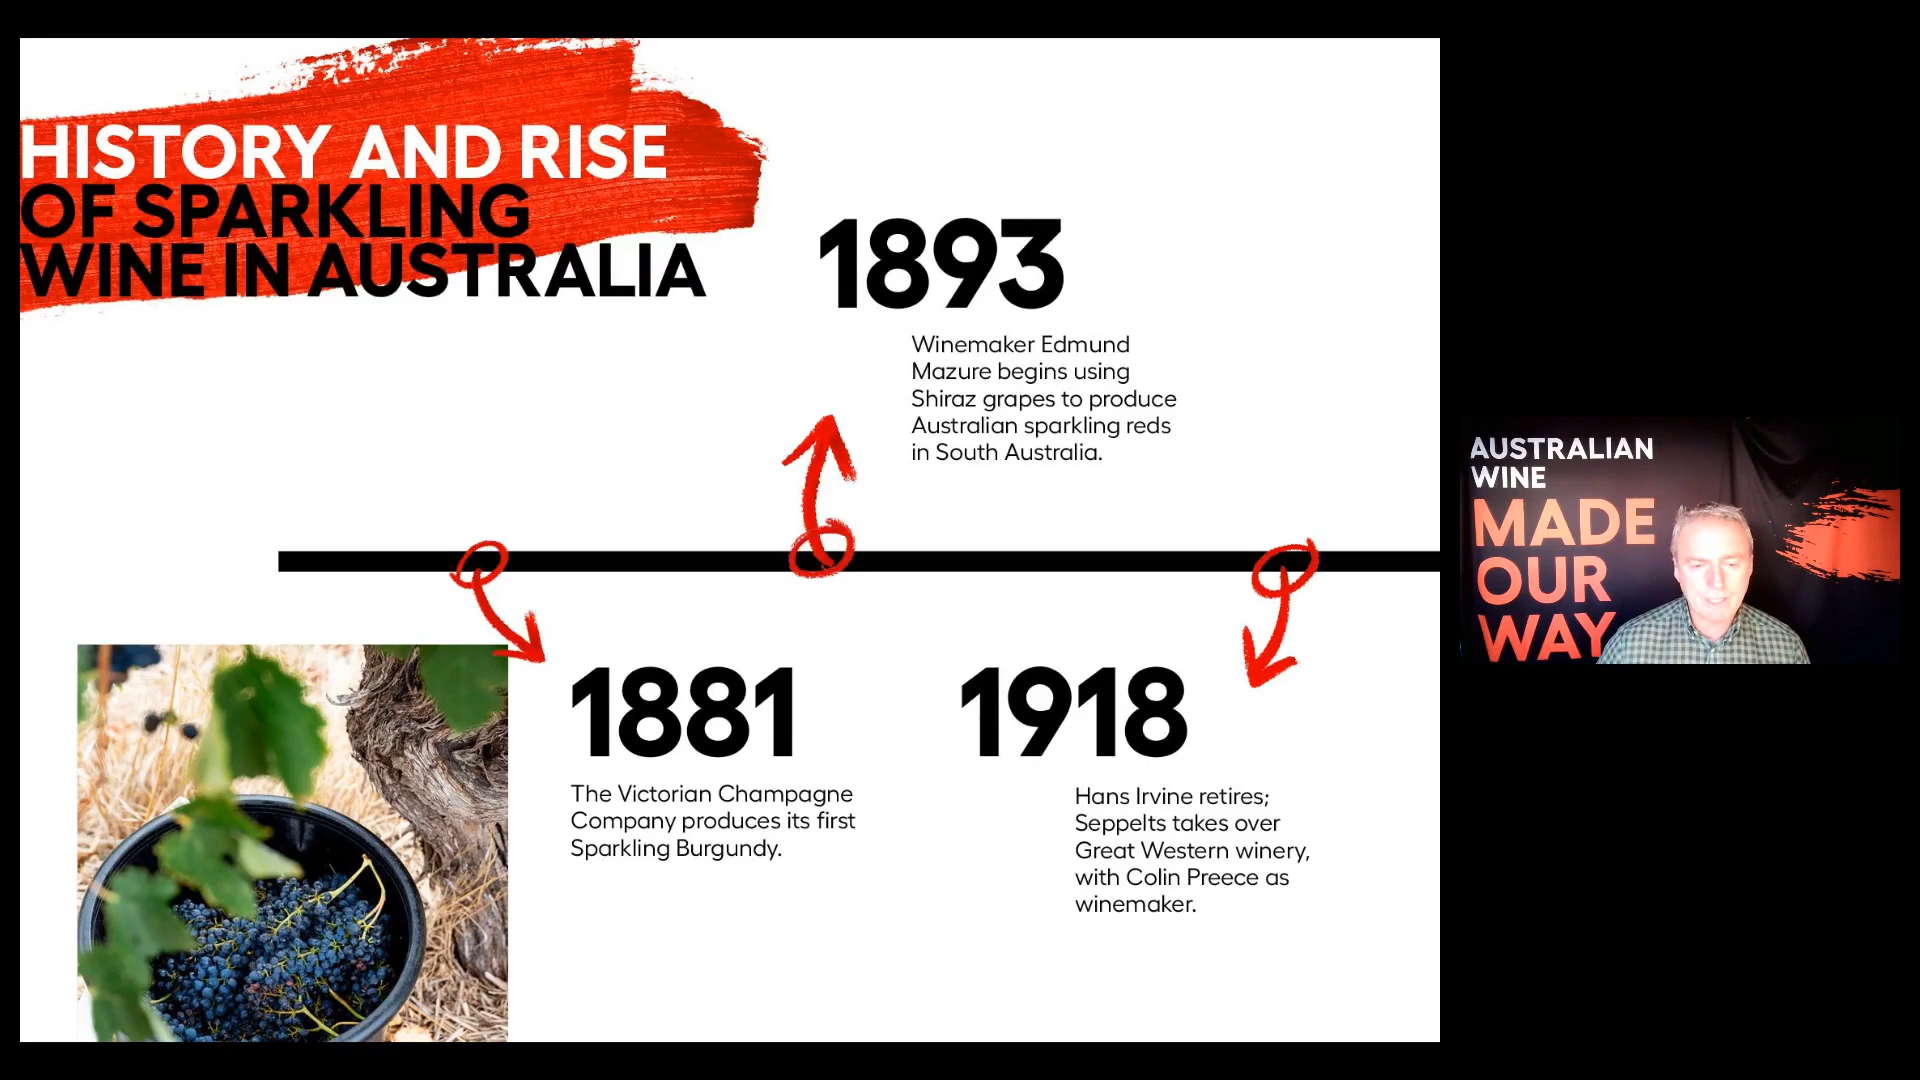 HISTORY AND RISE
OF SPARKLING
WINE IN AUSTRALIA
1893
Winemaker Edmund
Mazure begins using
Shiraz grapes to produce
Australian sparkling reds
in South Australia.
1881
The Victorian Champagne
Company produces its first
Sparkling Burgundy.
1918
Hans Irvine retires;
Seppelts takes over
Great Western winery,
with Colin Preece as
winemaker.
AUSTRALIAN
WINE
MADE
OUR
WAY